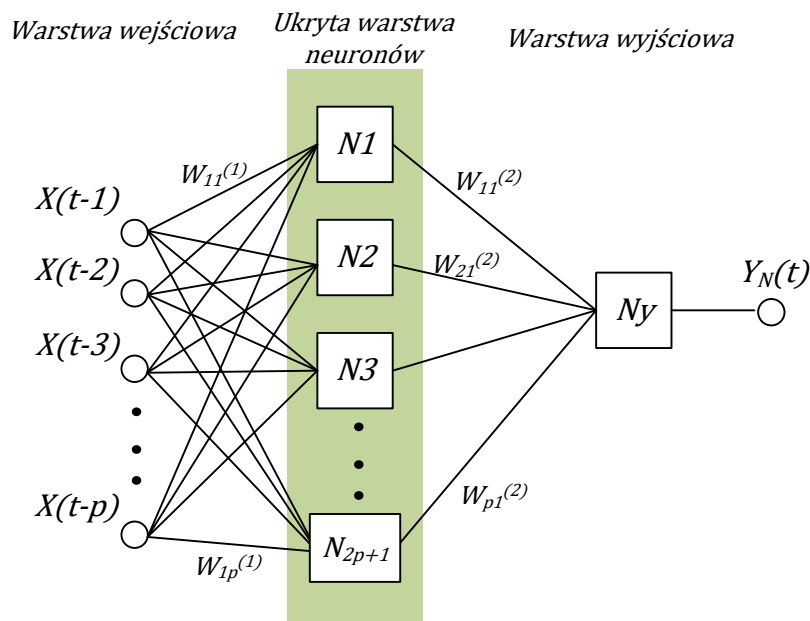 Warstwa wejściowa
Ukryta warstwa
neuronów
Warstwa wyjściowa
X(t-1)
X(t-2)
X(t-3)
X(t-p)
W₁₁⁽¹⁾
W₁ₚ⁽¹⁾
N1
N2
N3
N₂ₚ₊₁
W₁₁⁽²⁾
W₂₁⁽²⁾
Wₚ₁⁽²⁾
Ny
Y_N(t)